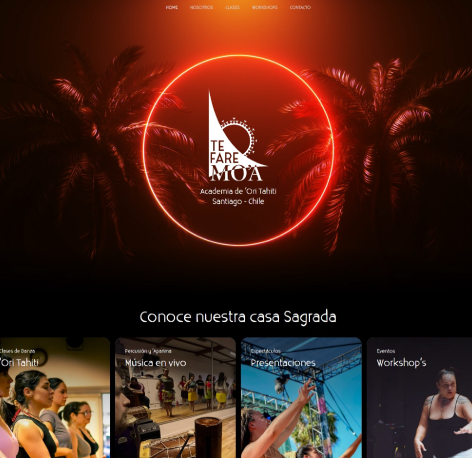 HOME NOSOTROS CLASES WORKSHOPS CONTACTO
TE
FARE
MOA
Academia de 'Ori Tahiti
Santiago - Chile
Conoce nuestra casa Sagrada
Clases de Danza
'Ori Tahiti
Percusión y Aparima
Música en vivo
Espectáculos
Presentaciones
Eventos
Workshop's